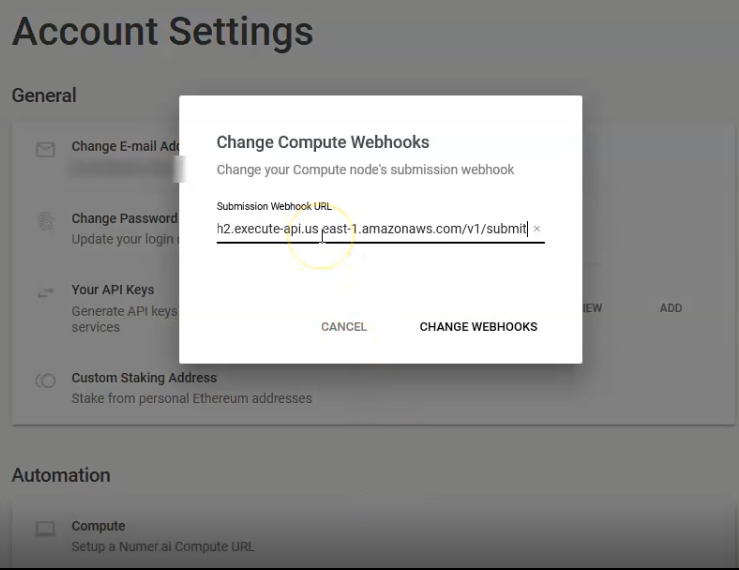 Account Settings
General
Change E-mail Add
Change Password
Update your login
Your API Keys
Generate API keys
services
IEW
ADD
Custom Staking Address
Stake from personal Ethereum addresses
Change Compute Webhooks
Change your Compute node's submission webhook
Submission Webhook URL
h2.execute-api.us-east-1.amazonaws.com/v1/submit ×
CANCEL
CHANGE WEBHOOKS
Automation
Compute
Setup a Numer.ai Compute URL